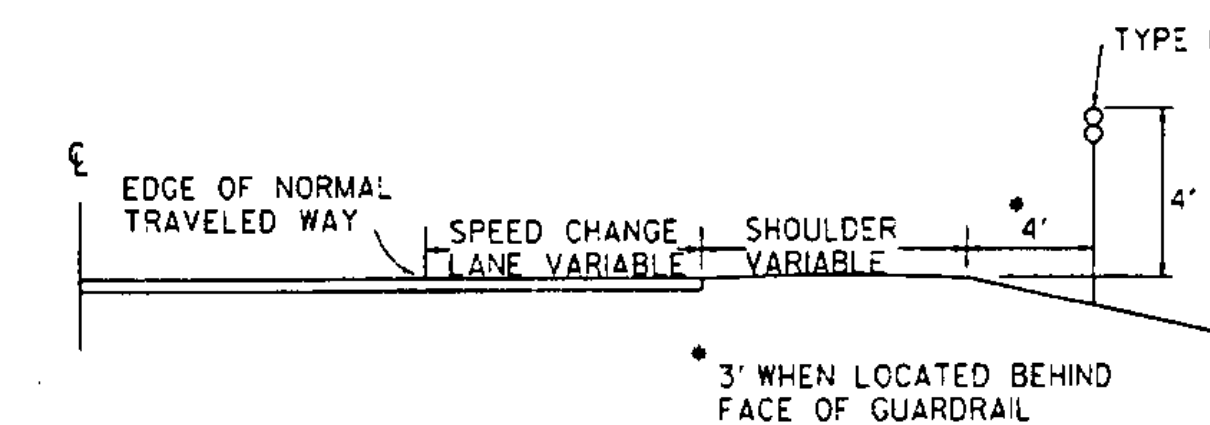 TYPE
℄
EDGE OF NORMAL
TRAVELED WAY
SPEED CHANGE
LANE VARIABLE
SHOULDER
VARIABLE
*4'
4'
* 3' WHEN LOCATED BEHIND
FACE OF GUARDRAIL